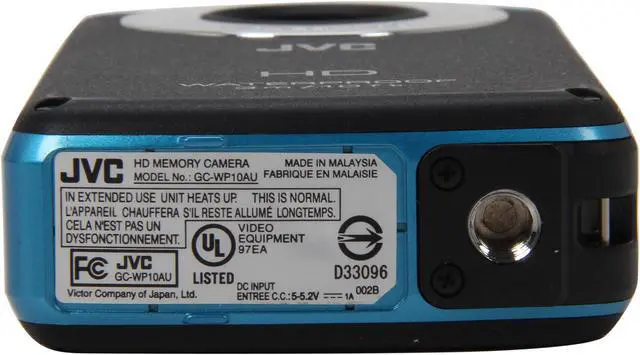 JVC
HD
WATERPROOF
JVC
HD MEMORY CAMERA
MODEL No.: GC-WP10AU
MADE IN MALAYSIA
FABRIQUE EN MALAISIE
IN EXTENDED USE UNIT HEATS UP. THIS IS NORMAL.
L'APPAREIL CHAUFFERA S'IL RESTE ALLUMÉ LONGTEMPS.
CELA N'EST PAS UN
DYSFONCTIONNEMENT.
UL
LISTED
VIDEO
EQUIPMENT
97EA
D33096
FC JVC
GC-WP10AU
Victor Company of Japan, Ltd.
DC INPUT
ENTREE C.C.: 5-5.2V ⎓ 1A
002B